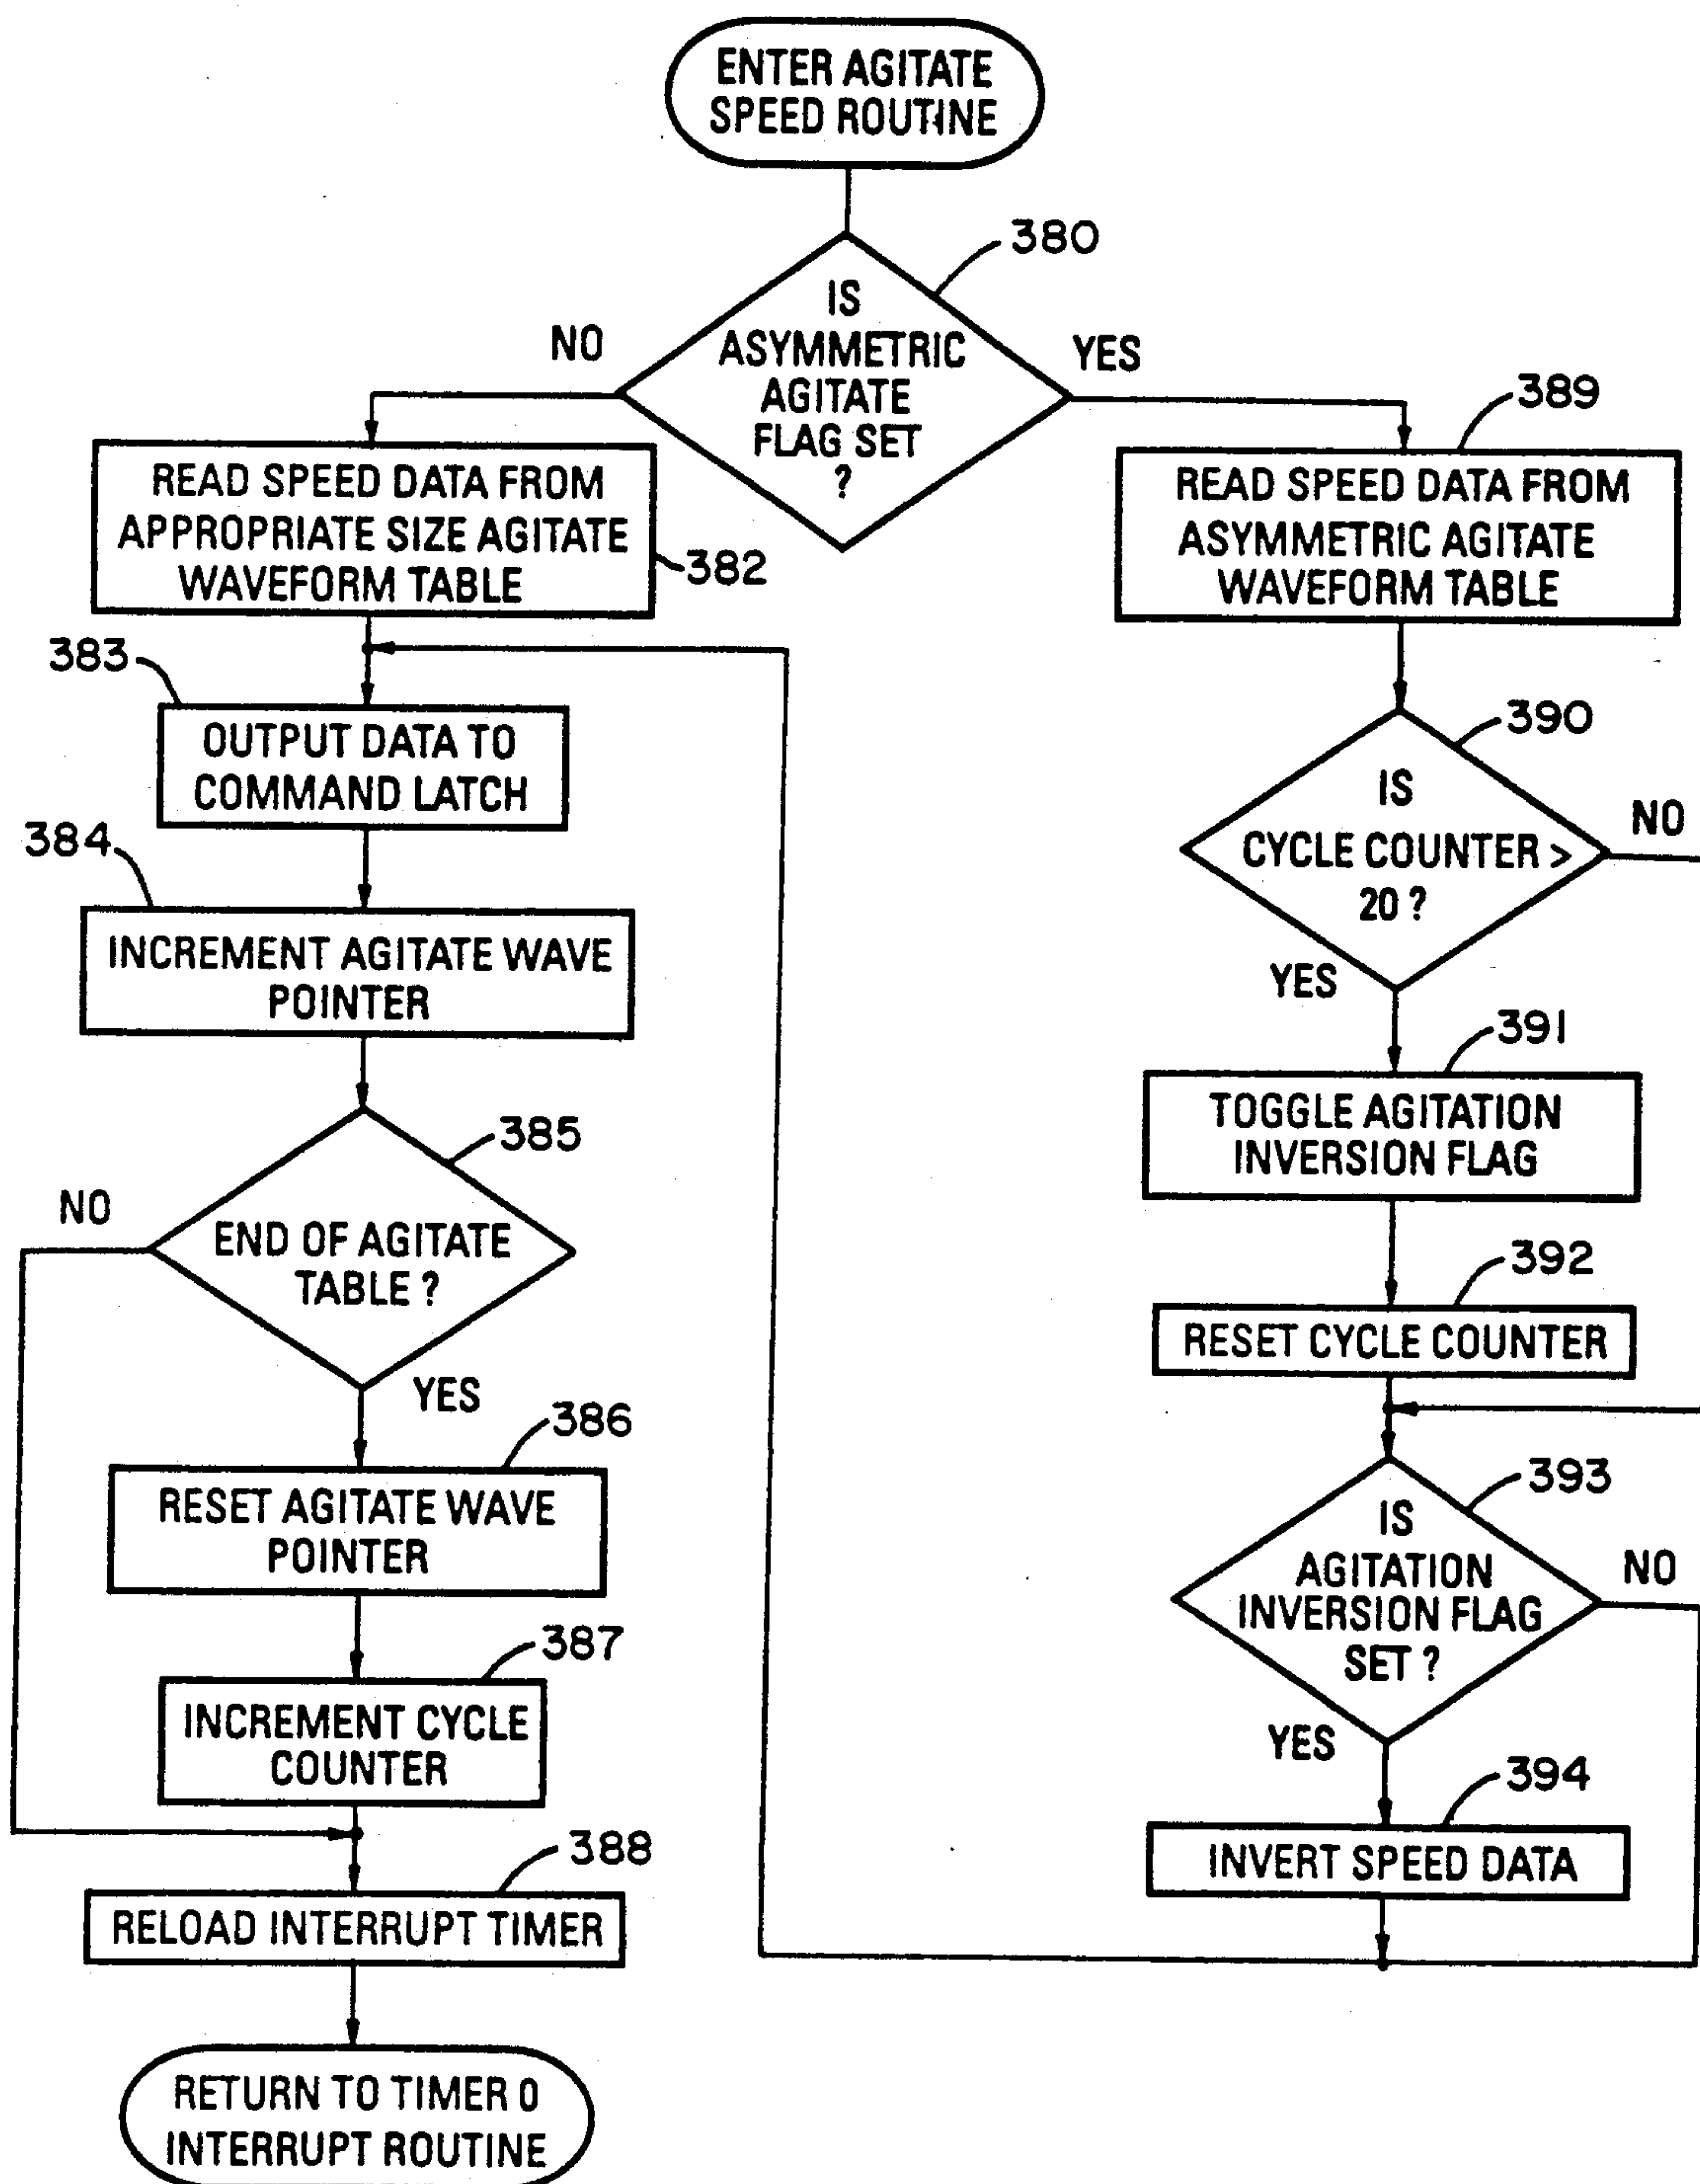 ENTER AGITATE
SPEED ROUTINE
380
IS
ASYMMETRIC
AGITATE
FLAG SET
?
NO
YES
READ SPEED DATA FROM
APPROPRIATE SIZE AGITATE
WAVEFORM TABLE
382
383
OUTPUT DATA TO
COMMAND LATCH
384
INCREMENT AGITATE WAVE
POINTER
385
END OF AGITATE
TABLE ?
NO
YES
386
RESET AGITATE WAVE
POINTER
387
INCREMENT CYCLE
COUNTER
388
RELOAD INTERRUPT TIMER
RETURN TO TIMER 0
INTERRUPT ROUTINE
389
READ SPEED DATA FROM
ASYMMETRIC AGITATE
WAVEFORM TABLE
390
IS
CYCLE COUNTER >
20 ?
NO
YES
391
TOGGLE AGITATION
INVERSION FLAG
392
RESET CYCLE COUNTER
393
IS
AGITATION
INVERSION FLAG
SET ?
NO
YES
394
INVERT SPEED DATA